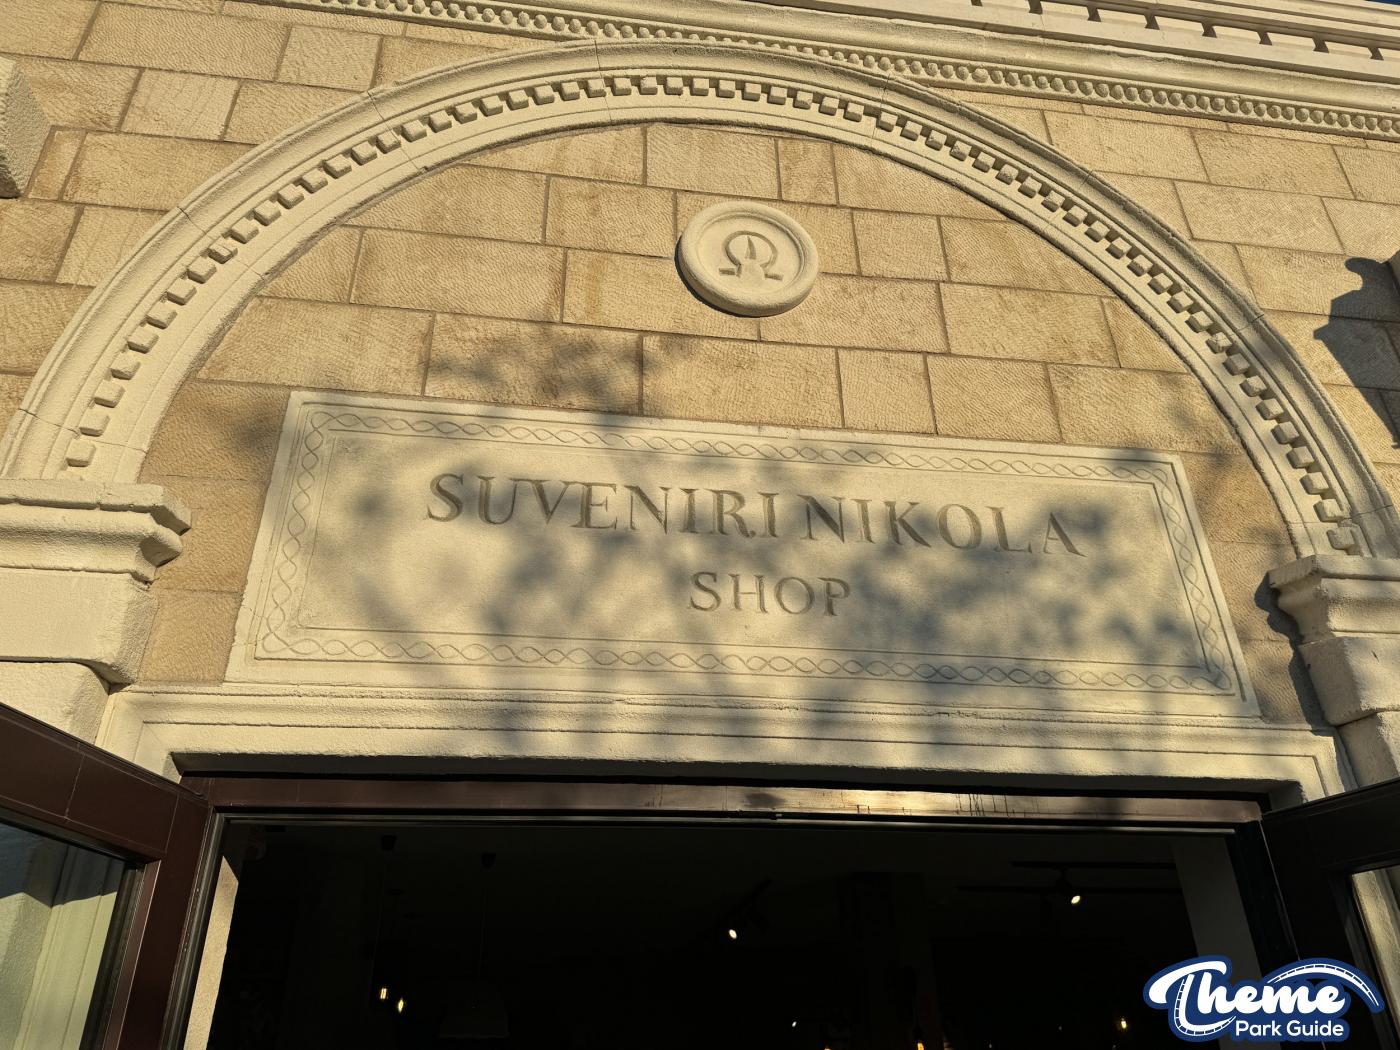 Ω
SUVENIRI NIKOLA
SHOP
Theme
Park Guide